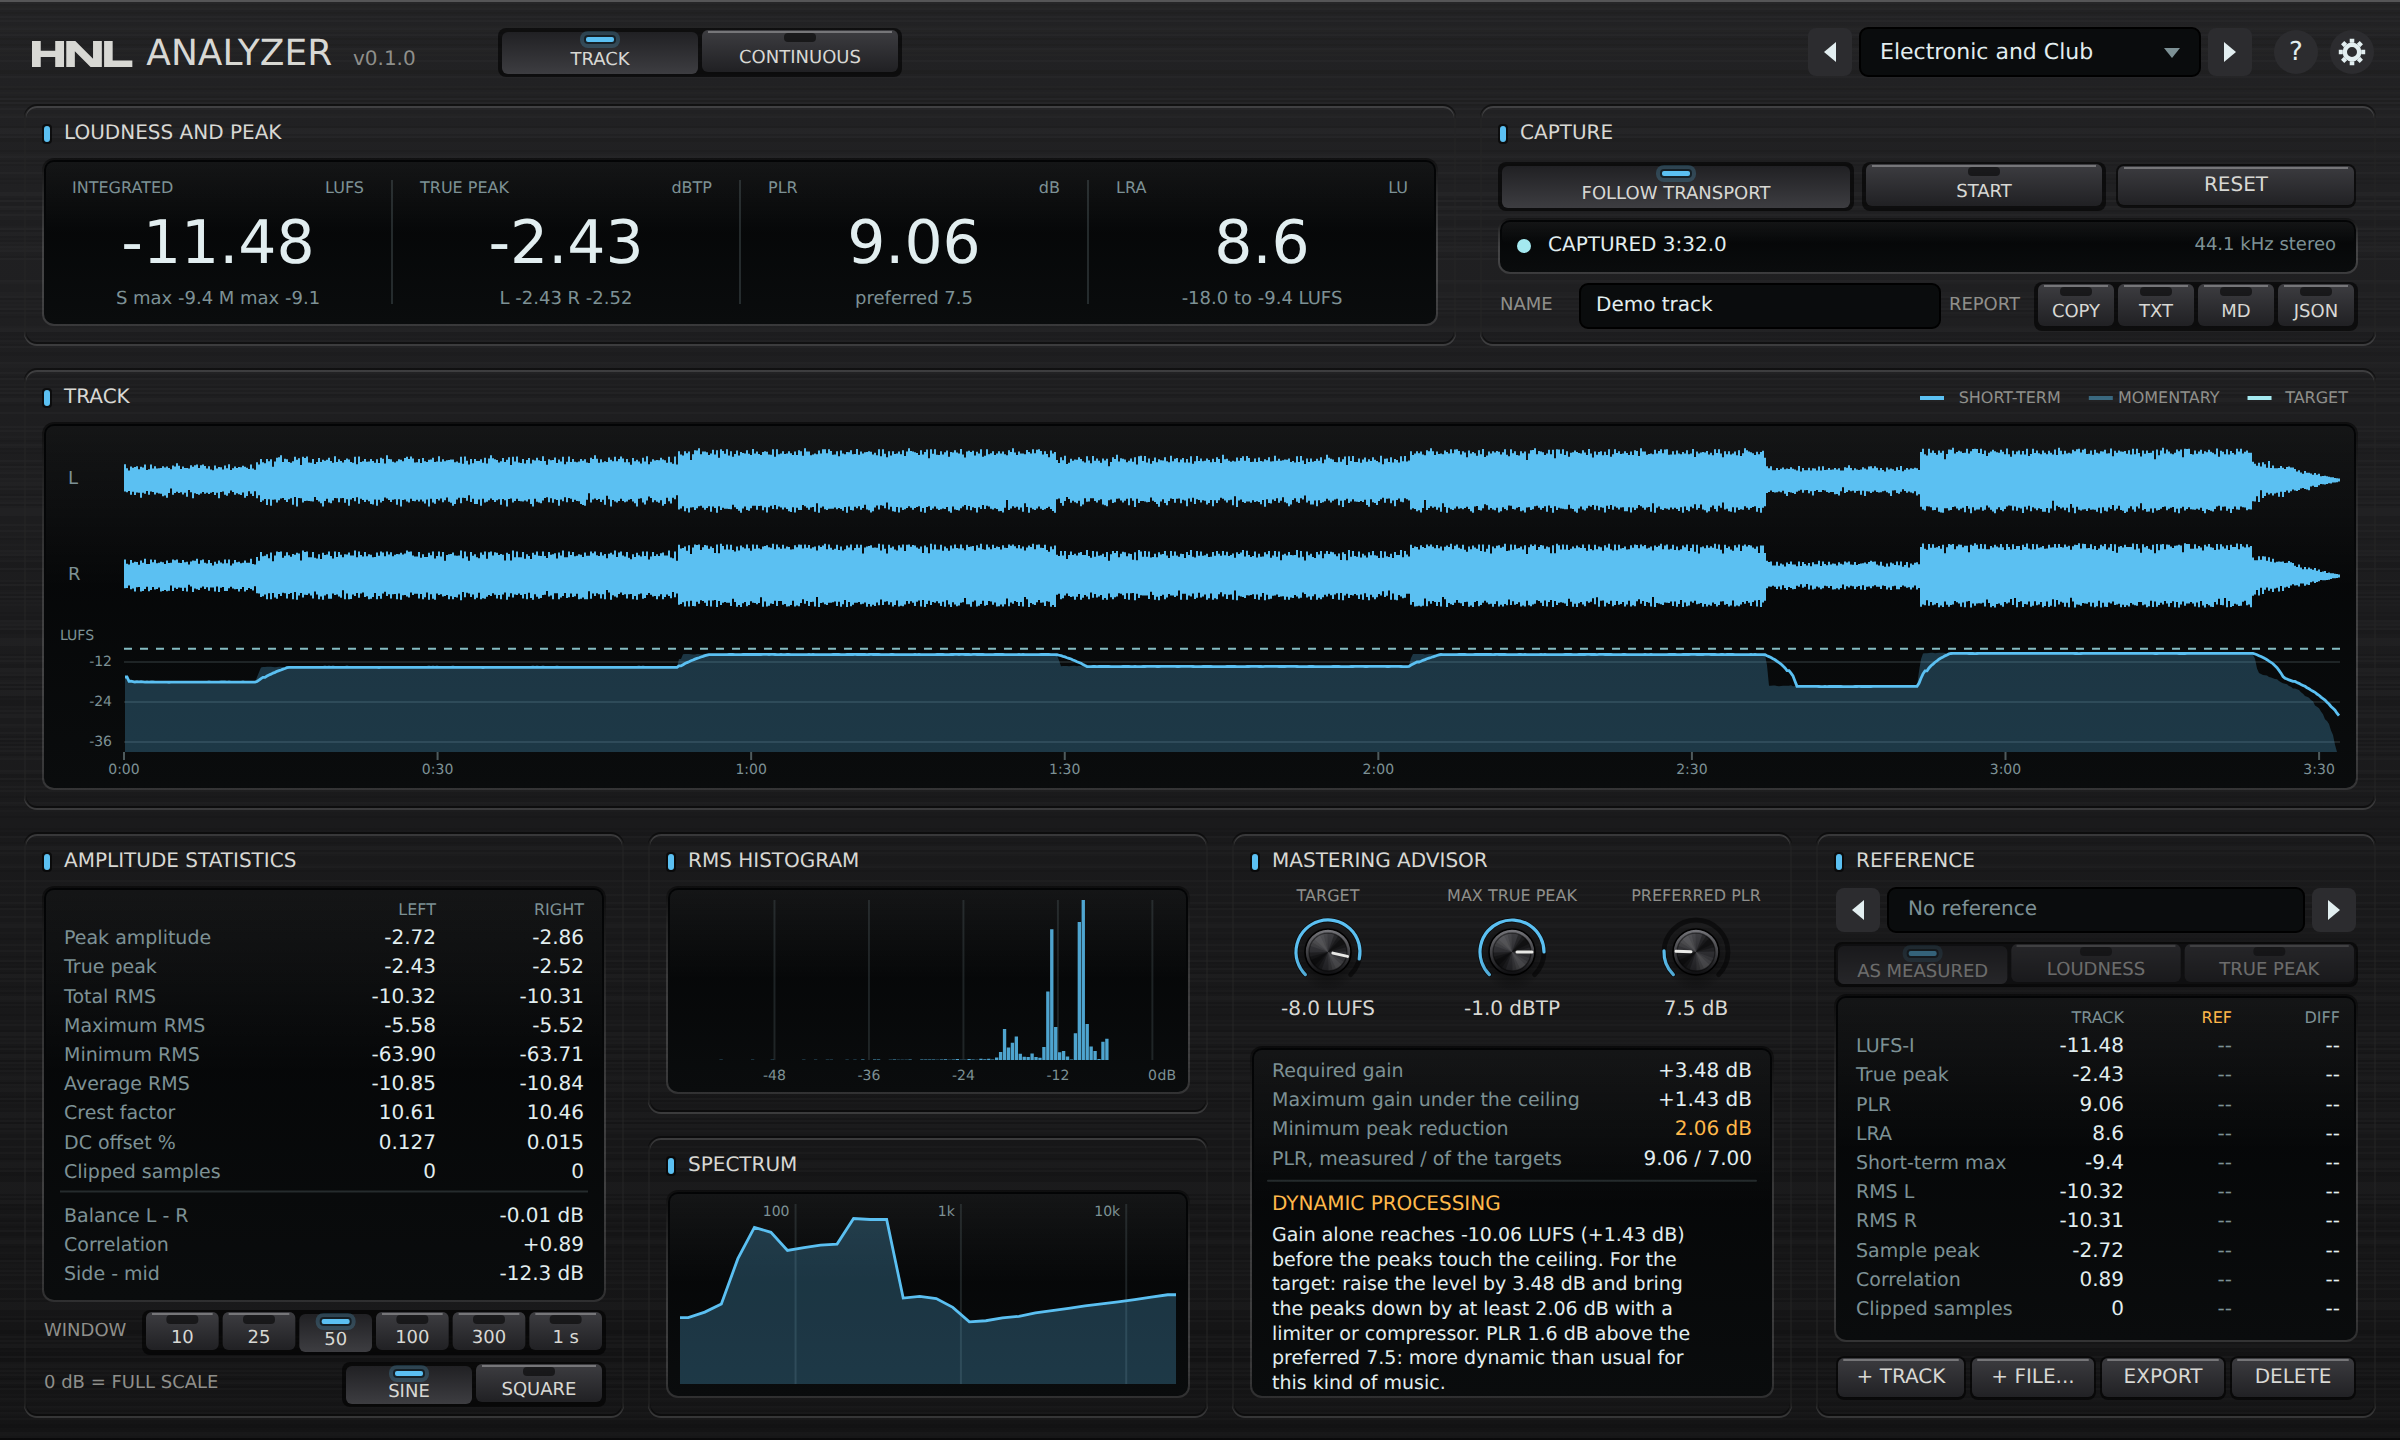 HNL ANALYZER v0.1.0
TRACK
CONTINUOUS
Electronic and Club
?
LOUDNESS AND PEAK
INTEGRATED LUFS
-11.48
S max -9.4 M max -9.1
TRUE PEAK dBTP
-2.43
L -2.43 R -2.52
PLR dB
9.06
preferred 7.5
LRA LU
8.6
-18.0 to -9.4 LUFS
CAPTURE
FOLLOW TRANSPORT
START
RESET
CAPTURED 3:32.0
44.1 kHz stereo
NAME
Demo track
REPORT
COPY
TXT
MD
JSON
TRACK
SHORT-TERM
MOMENTARY
TARGET
L
R
LUFS
-12
-24
-36
0:00 0:30 1:00 1:30 2:00 2:30 3:00 3:30
AMPLITUDE STATISTICS
LEFT RIGHT
Peak amplitude -2.72 -2.86
True peak -2.43 -2.52
Total RMS -10.32 -10.31
Maximum RMS -5.58 -5.52
Minimum RMS -63.90 -63.71
Average RMS -10.85 -10.84
Crest factor 10.61 10.46
DC offset % 0.127 0.015
Clipped samples 0 0
Balance L - R -0.01 dB
Correlation +0.89
Side - mid -12.3 dB
WINDOW 10 25 50 100 300 1 s
0 dB = FULL SCALE SINE SQUARE
RMS HISTOGRAM
-48 -36 -24 -12 0dB
SPECTRUM
100 1k 10k
MASTERING ADVISOR
TARGET MAX TRUE PEAK PREFERRED PLR
-8.0 LUFS -1.0 dBTP 7.5 dB
Required gain +3.48 dB
Maximum gain under the ceiling +1.43 dB
Minimum peak reduction 2.06 dB
PLR, measured / of the targets 9.06 / 7.00
DYNAMIC PROCESSING
Gain alone reaches -10.06 LUFS (+1.43 dB)
before the peaks touch the ceiling. For the
target: raise the level by 3.48 dB and bring
the peaks down by at least 2.06 dB with a
limiter or compressor. PLR 1.6 dB above the
preferred 7.5: more dynamic than usual for
this kind of music.
REFERENCE
No reference
AS MEASURED LOUDNESS TRUE PEAK
TRACK REF DIFF
LUFS-I -11.48 -- --
True peak -2.43 -- --
PLR 9.06 -- --
LRA 8.6 -- --
Short-term max -9.4 -- --
RMS L -10.32 -- --
RMS R -10.31 -- --
Sample peak -2.72 -- --
Correlation 0.89 -- --
Clipped samples 0 -- --
+ TRACK + FILE... EXPORT DELETE